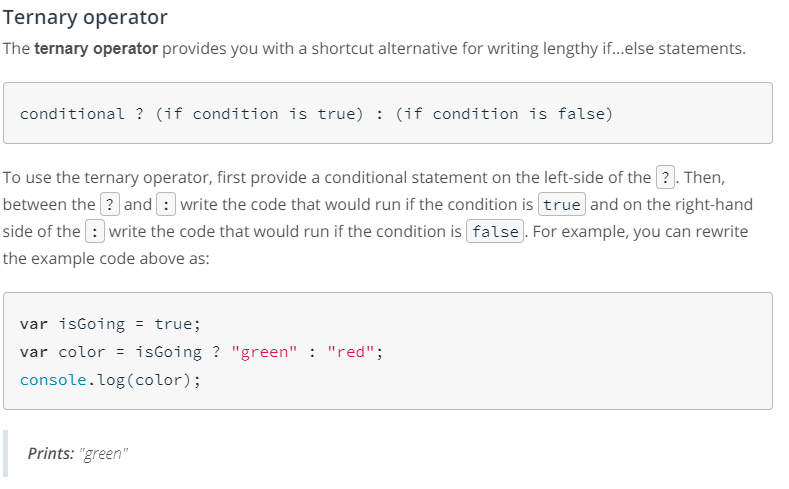 Ternary operator
The ternary operator provides you with a shortcut alternative for writing lengthy if...else statements.
conditional ? (if condition is true) : (if condition is false)
To use the ternary operator, first provide a conditional statement on the left-side of the ?. Then,
between the ? and : write the code that would run if the condition is true and on the right-hand
side of the : write the code that would run if the condition is false. For example, you can rewrite
the example code above as:
var isGoing = true;
var color = isGoing ? "green" : "red";
console.log(color);
Prints: "green"